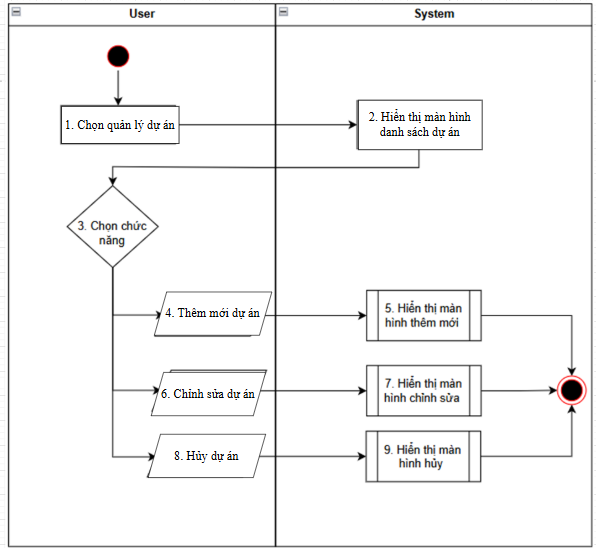 User
System
1. Chọn quản lý dự án
2. Hiển thị màn hình
danh sách dự án
3. Chọn chức
năng
4. Thêm mới dự án
5. Hiển thị màn
hình thêm mới
6. Chỉnh sửa dự án
7. Hiển thị màn
hình chỉnh sửa
8. Hủy dự án
9. Hiển thị màn
hình hủy